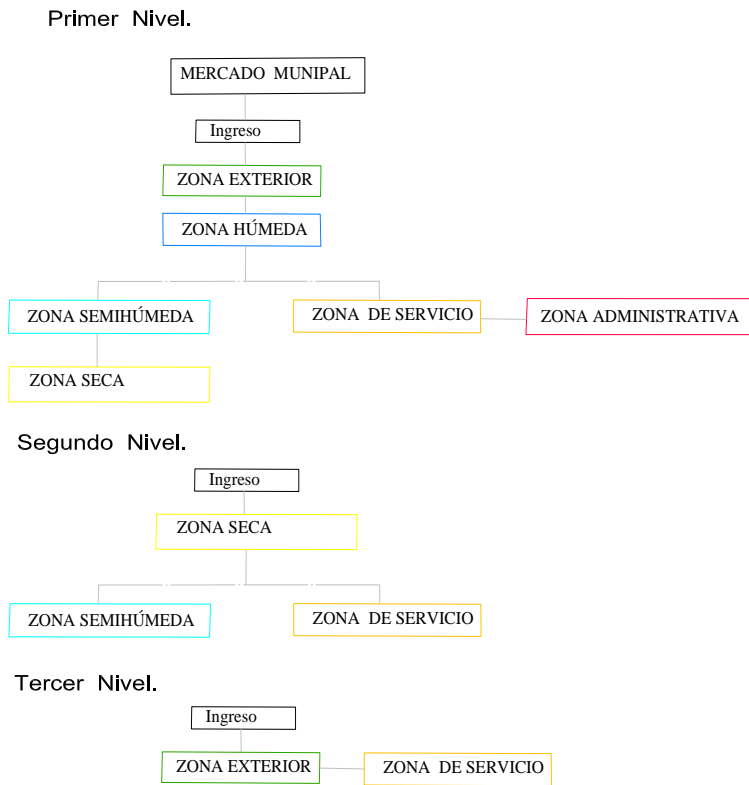 Primer Nivel.
MERCADO MUNIPAL
Ingreso
ZONA EXTERIOR
ZONA HÚMEDA
ZONA SEMIHÚMEDA
ZONA DE SERVICIO
ZONA ADMINISTRATIVA
ZONA SECA
Segundo Nivel.
Ingreso
ZONA SECA
ZONA SEMIHÚMEDA
ZONA DE SERVICIO
Tercer Nivel.
Ingreso
ZONA EXTERIOR
ZONA DE SERVICIO